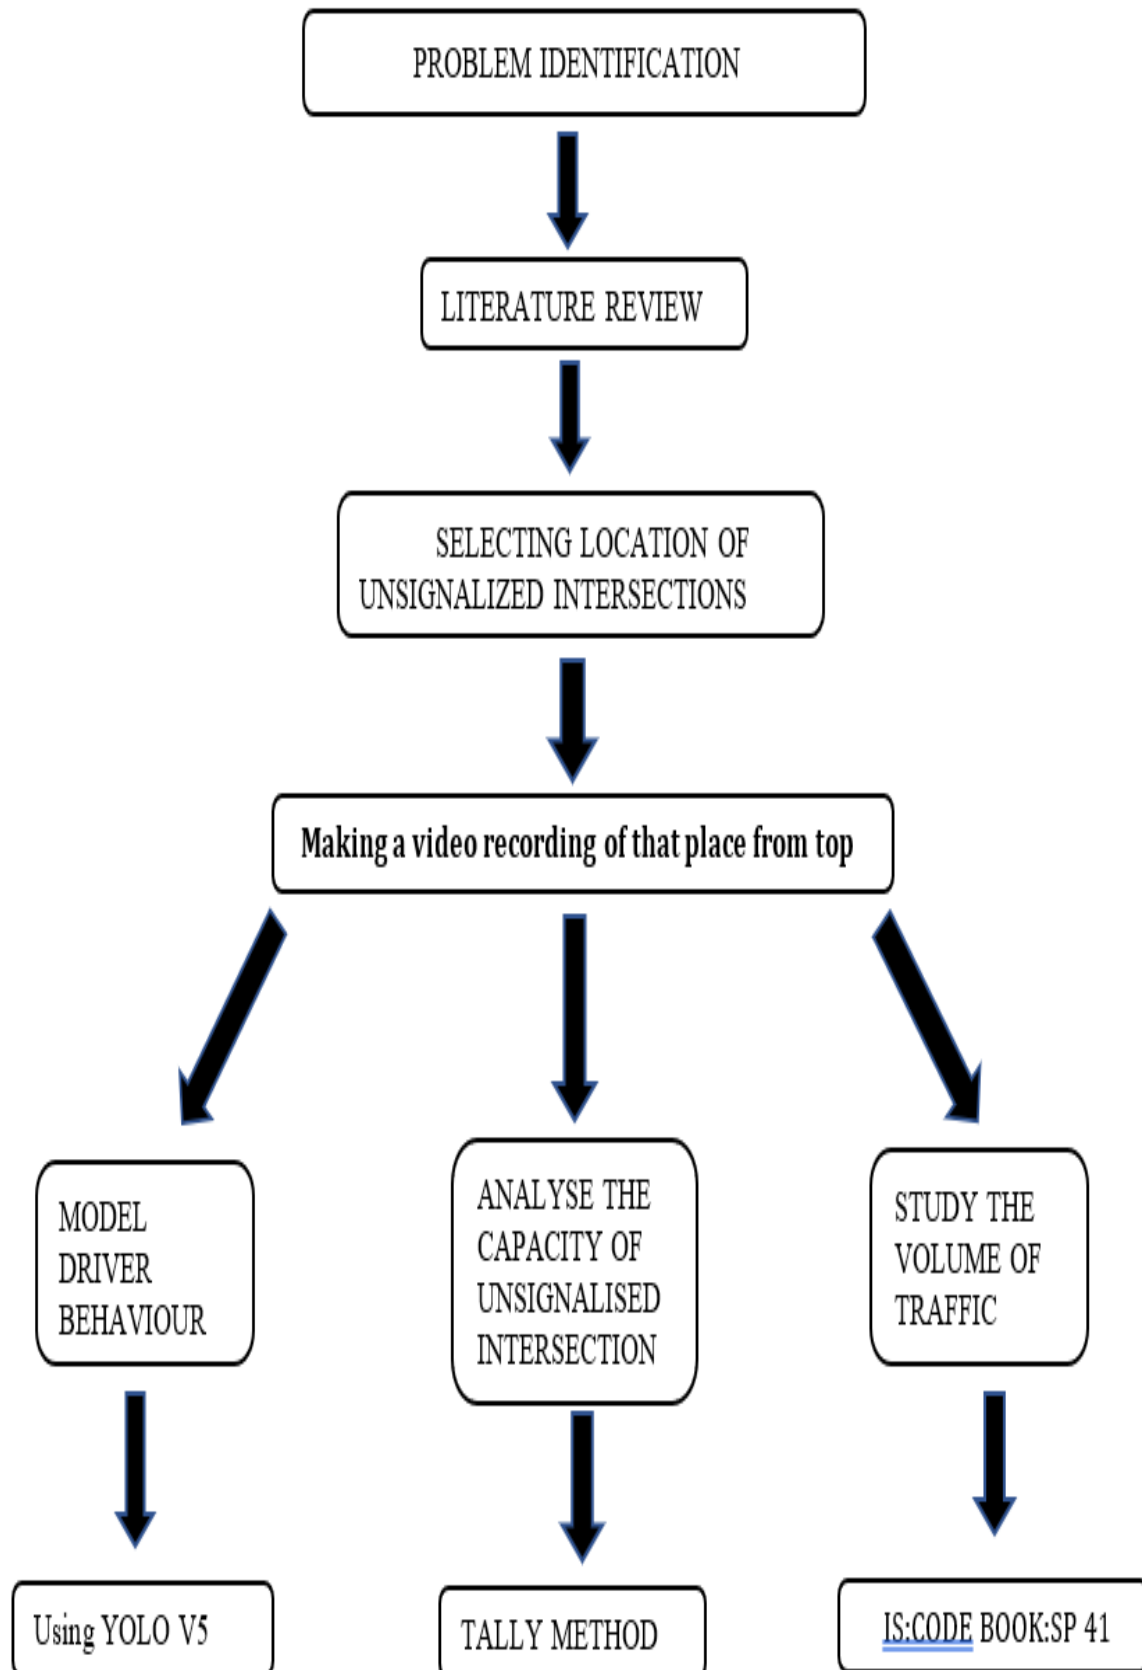 PROBLEM IDENTIFICATION
LITERATURE REVIEW
SELECTING LOCATION OF
UNSIGNALIZED INTERSECTIONS
Making a video recording of that place from top
MODEL
DRIVER
BEHAVIOUR
ANALYSE THE
CAPACITY OF
UNSIGNALISED
INTERSECTION
STUDY THE
VOLUME OF
TRAFFIC
Using YOLO V5
TALLY METHOD
IS:CODE BOOK:SP 41